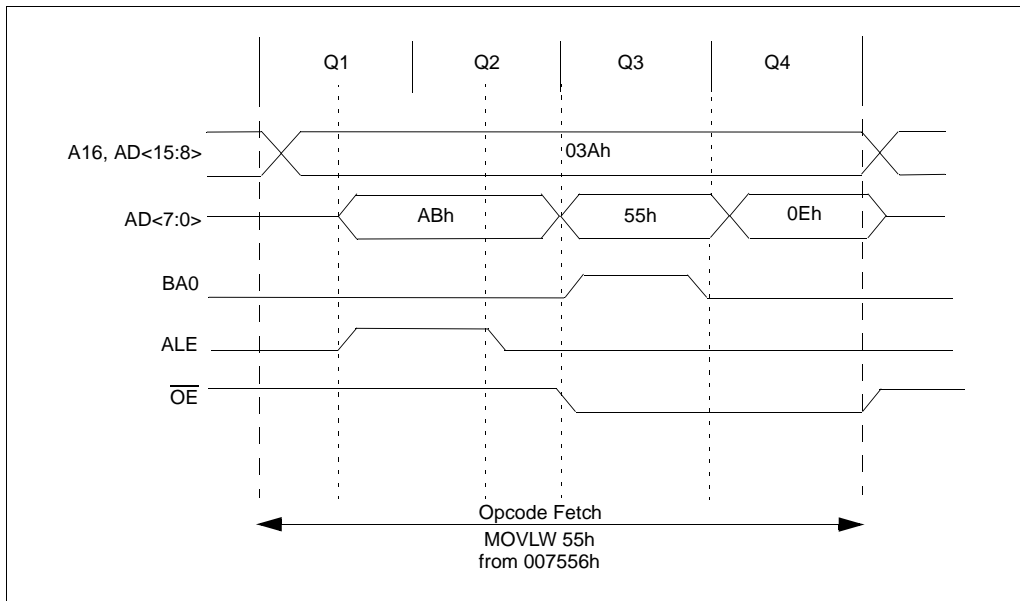 Q1 Q2 Q3 Q4
A16, AD<15:8> 03Ah
AD<7:0> ABh 55h 0Eh
BA0
ALE
OE
Opcode Fetch
MOVLW 55h
from 007556h